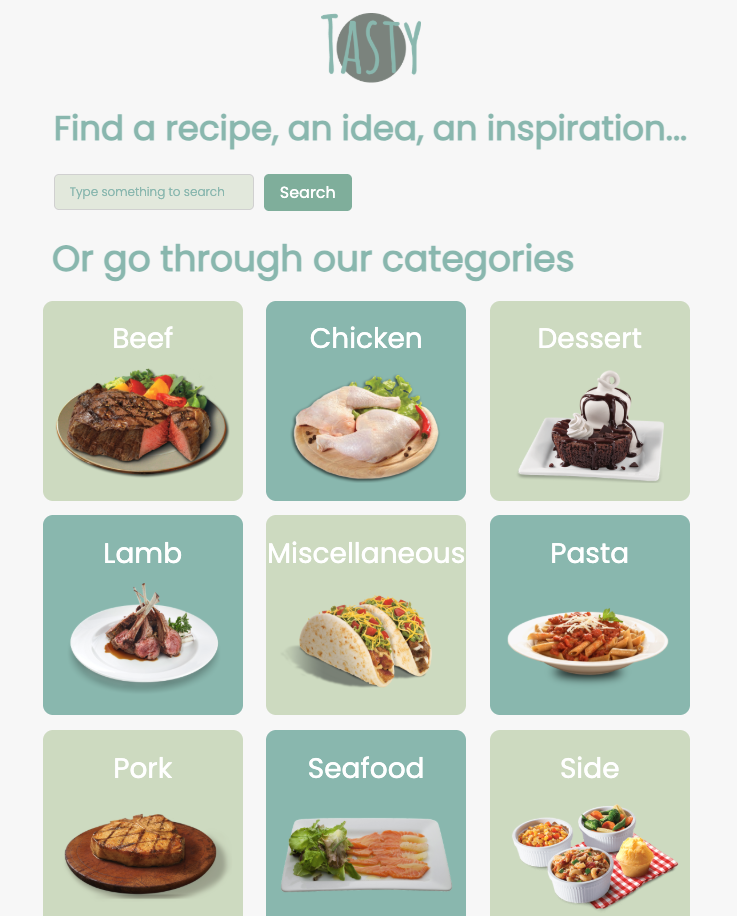 TASTY
Find a recipe, an idea, an inspiration...
Type something to search
Search
Or go through our categories
Beef
Chicken
Dessert
Lamb
Miscellaneous
Pasta
Pork
Seafood
Side